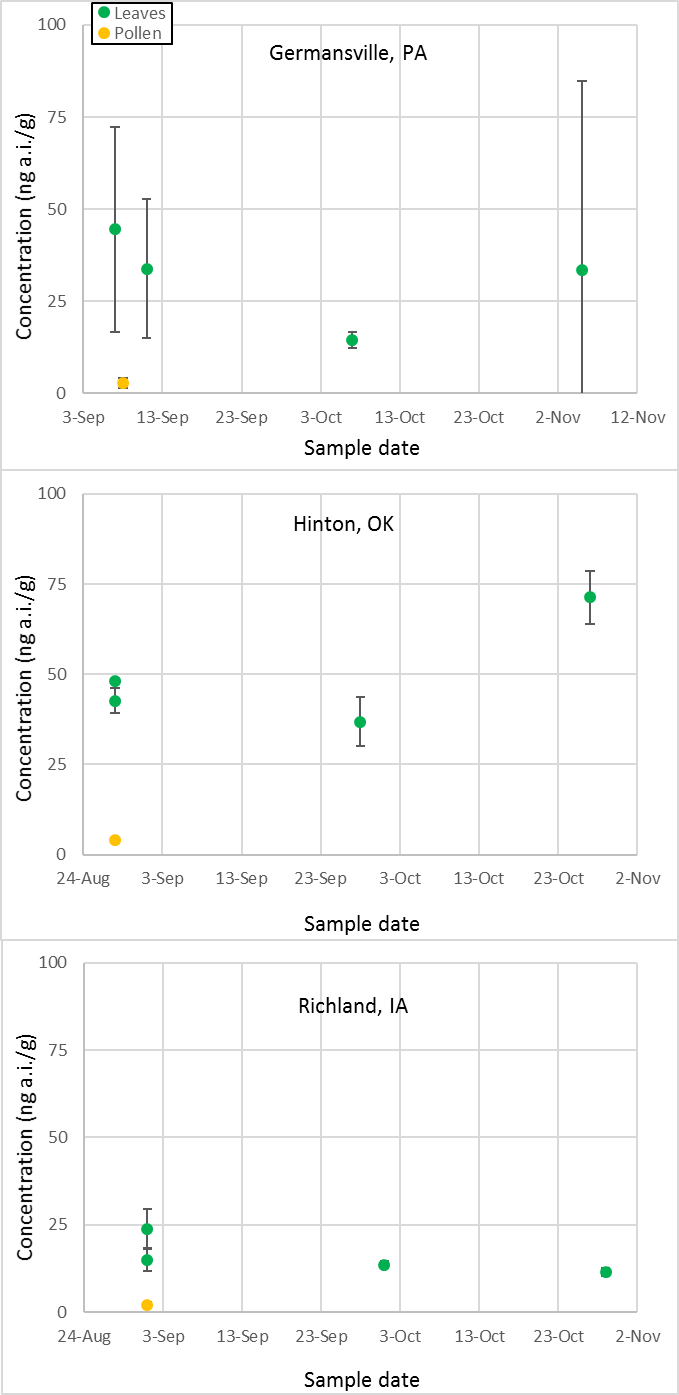 Leaves
Pollen
Germansville, PA
Concentration (ng a.i./g)
100
75
50
25
0
3-Sep 13-Sep 23-Sep 3-Oct 13-Oct 23-Oct 2-Nov 12-Nov
Sample date
Hinton, OK
Concentration (ng a.i./g)
100
75
50
25
0
24-Aug 3-Sep 13-Sep 23-Sep 3-Oct 13-Oct 23-Oct 2-Nov
Sample date
Richland, IA
Concentration (ng a.i./g)
100
75
50
25
0
24-Aug 3-Sep 13-Sep 23-Sep 3-Oct 13-Oct 23-Oct 2-Nov
Sample date